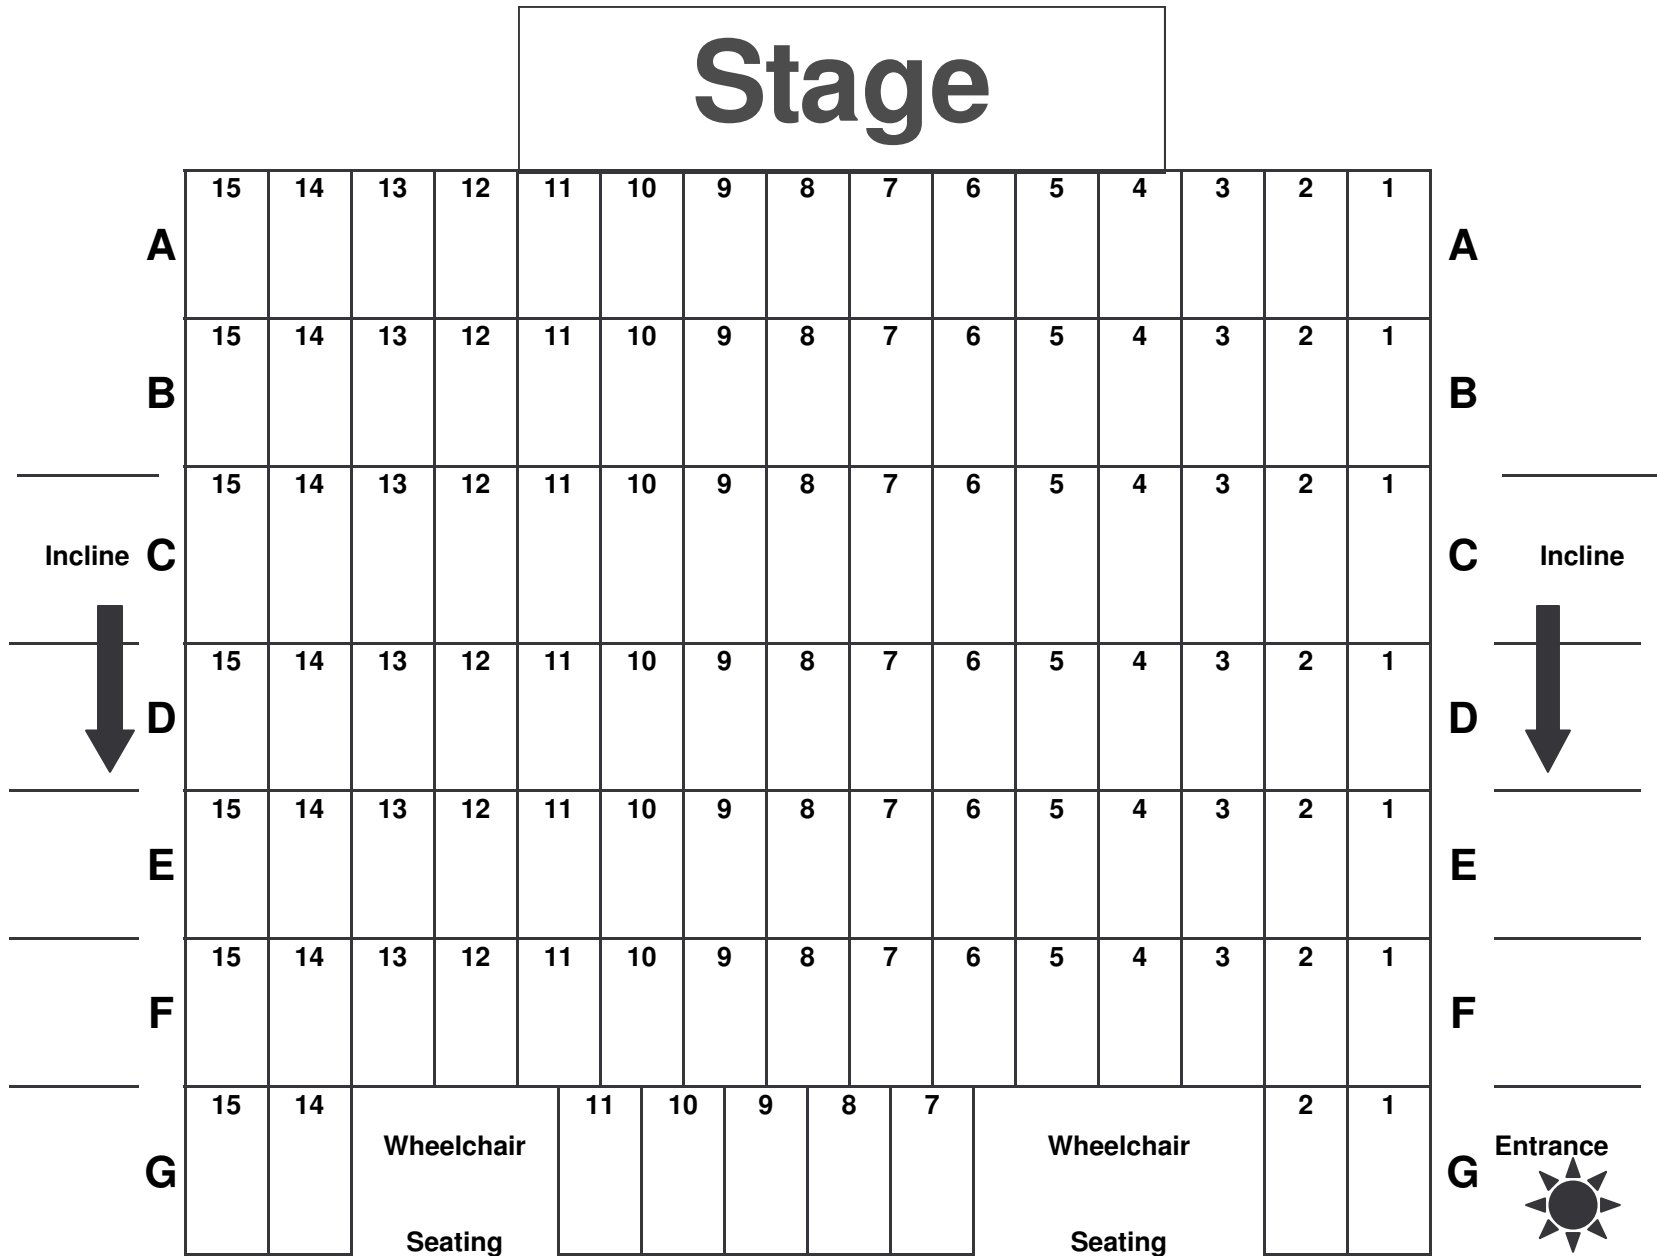 Stage
15 14 13 12 11 10 9 8 7 6 5 4 3 2 1
A A
15 14 13 12 11 10 9 8 7 6 5 4 3 2 1
B B
15 14 13 12 11 10 9 8 7 6 5 4 3 2 1
Incline C C Incline
15 14 13 12 11 10 9 8 7 6 5 4 3 2 1
D D
15 14 13 12 11 10 9 8 7 6 5 4 3 2 1
E E
15 14 13 12 11 10 9 8 7 6 5 4 3 2 1
F F
15 14 11 10 9 8 7 2 1
Wheelchair Wheelchair Entrance
G G
Seating Seating